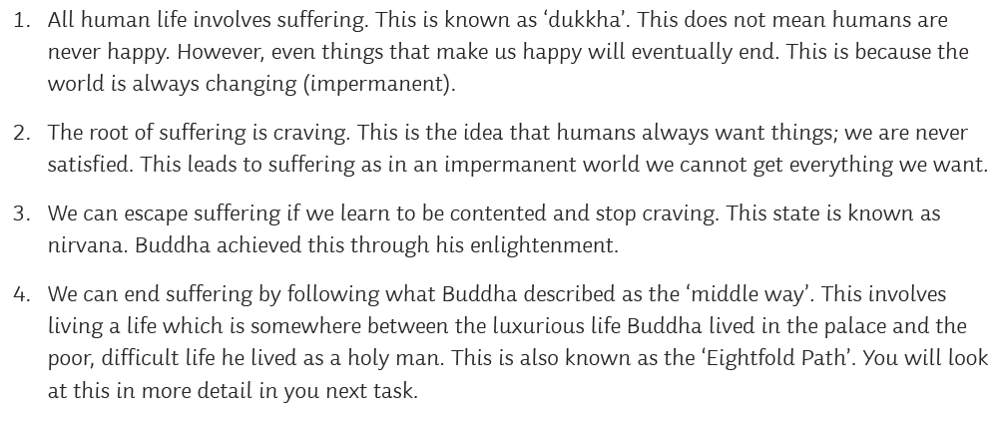 1. All human life involves suffering. This is known as ‘dukkha’. This does not mean humans are
never happy. However, even things that make us happy will eventually end. This is because the
world is always changing (impermanent).
2. The root of suffering is craving. This is the idea that humans always want things; we are never
satisfied. This leads to suffering as in an impermanent world we cannot get everything we want.
3. We can escape suffering if we learn to be contented and stop craving. This state is known as
nirvana. Buddha achieved this through his enlightenment.
4. We can end suffering by following what Buddha described as the ‘middle way’. This involves
living a life which is somewhere between the luxurious life Buddha lived in the palace and the
poor, difficult life he lived as a holy man. This is also known as the ‘Eightfold Path’. You will look
at this in more detail in you next task.